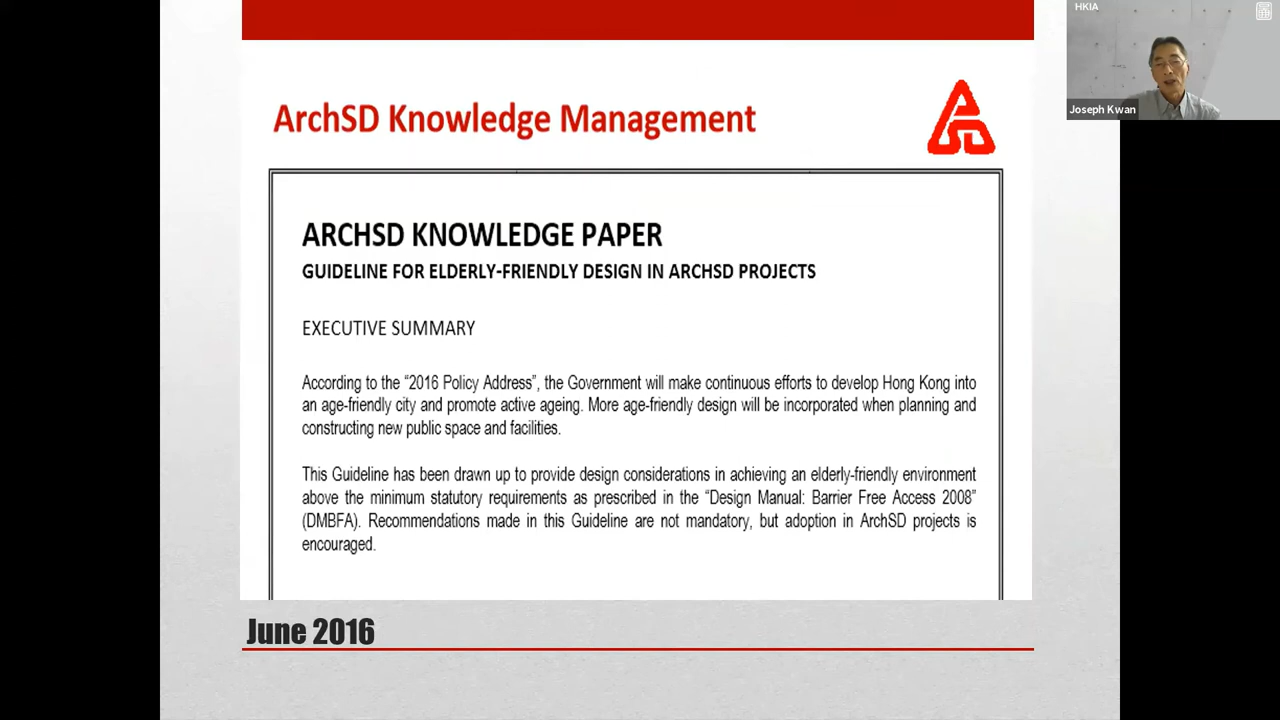 HKIA
Joseph Kwan
ArchSD Knowledge Management
ARCHSD KNOWLEDGE PAPER
GUIDELINE FOR ELDERLY-FRIENDLY DESIGN IN ARCHSD PROJECTS
EXECUTIVE SUMMARY
According to the “2016 Policy Address”, the Government will make continuous efforts to develop Hong Kong into
an age-friendly city and promote active ageing. More age-friendly design will be incorporated when planning and
constructing new public space and facilities.
This Guideline has been drawn up to provide design considerations in achieving an elderly-friendly environment
above the minimum statutory requirements as prescribed in the “Design Manual: Barrier Free Access 2008”
(DMBFA). Recommendations made in this Guideline are not mandatory, but adoption in ArchSD projects is
encouraged.
June 2016